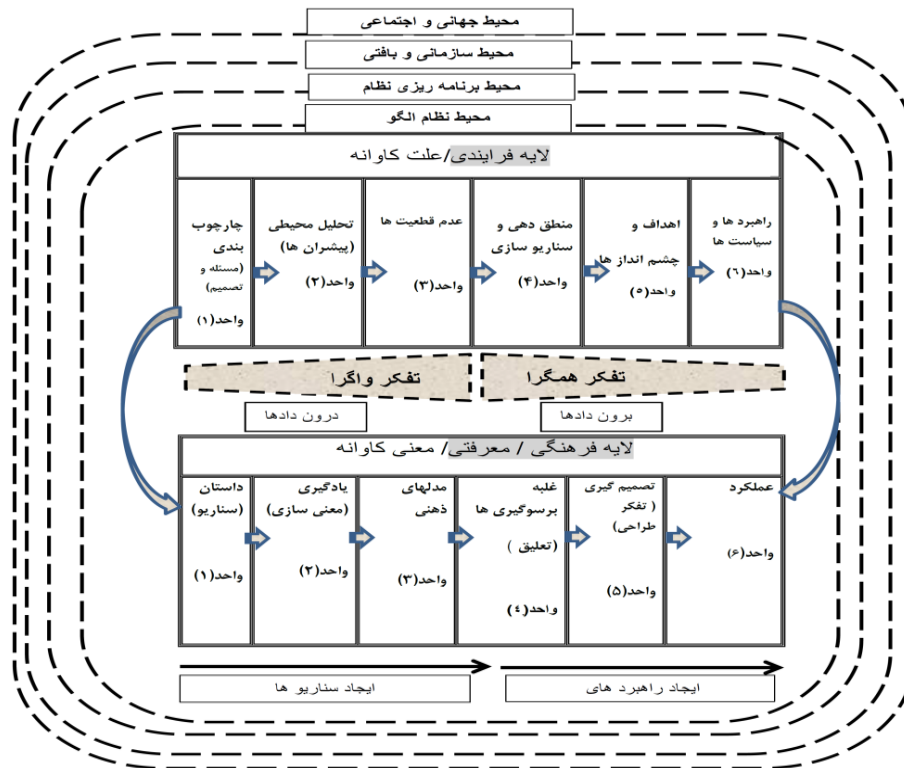 محیط جهانی و اجتماعی
محیط سازمانی و بافتی
محیط برنامه ریزی نظام
محیط نظام الگو
لایه فرایندی/علت کاوانه
چارچوب
بندی
(مسئله و
تصمیم)
واحد(۱)
تحلیل محیطی
(پیشران ها)
واحد(۲)
عدم قطعیت ها
واحد(۳)
منطق دهی و
سناریو سازی
واحد(۴)
اهداف و
چشم انداز ها
واحد(۵)
راهبرد ها و
سیاست ها
واحد(۶)
تفکر واگرا
تفکر همگرا
درون دادها
برون دادها
لایه فرهنگی / معرفتی/ معنی کاوانه
داستان
(سناریو)
واحد(۱)
یادگیری
(معنی سازی)
واحد(۲)
مدلهای
ذهنی
واحد(۳)
غلبه
برسوگیری ها
(تعلیق )
واحد(٤)
تصمیم گیری
( تفکر
طراحی)
واحد(۵)
عملکرد
واحد(۶)
ایجاد سناریو ها
ایجاد راهبرد های